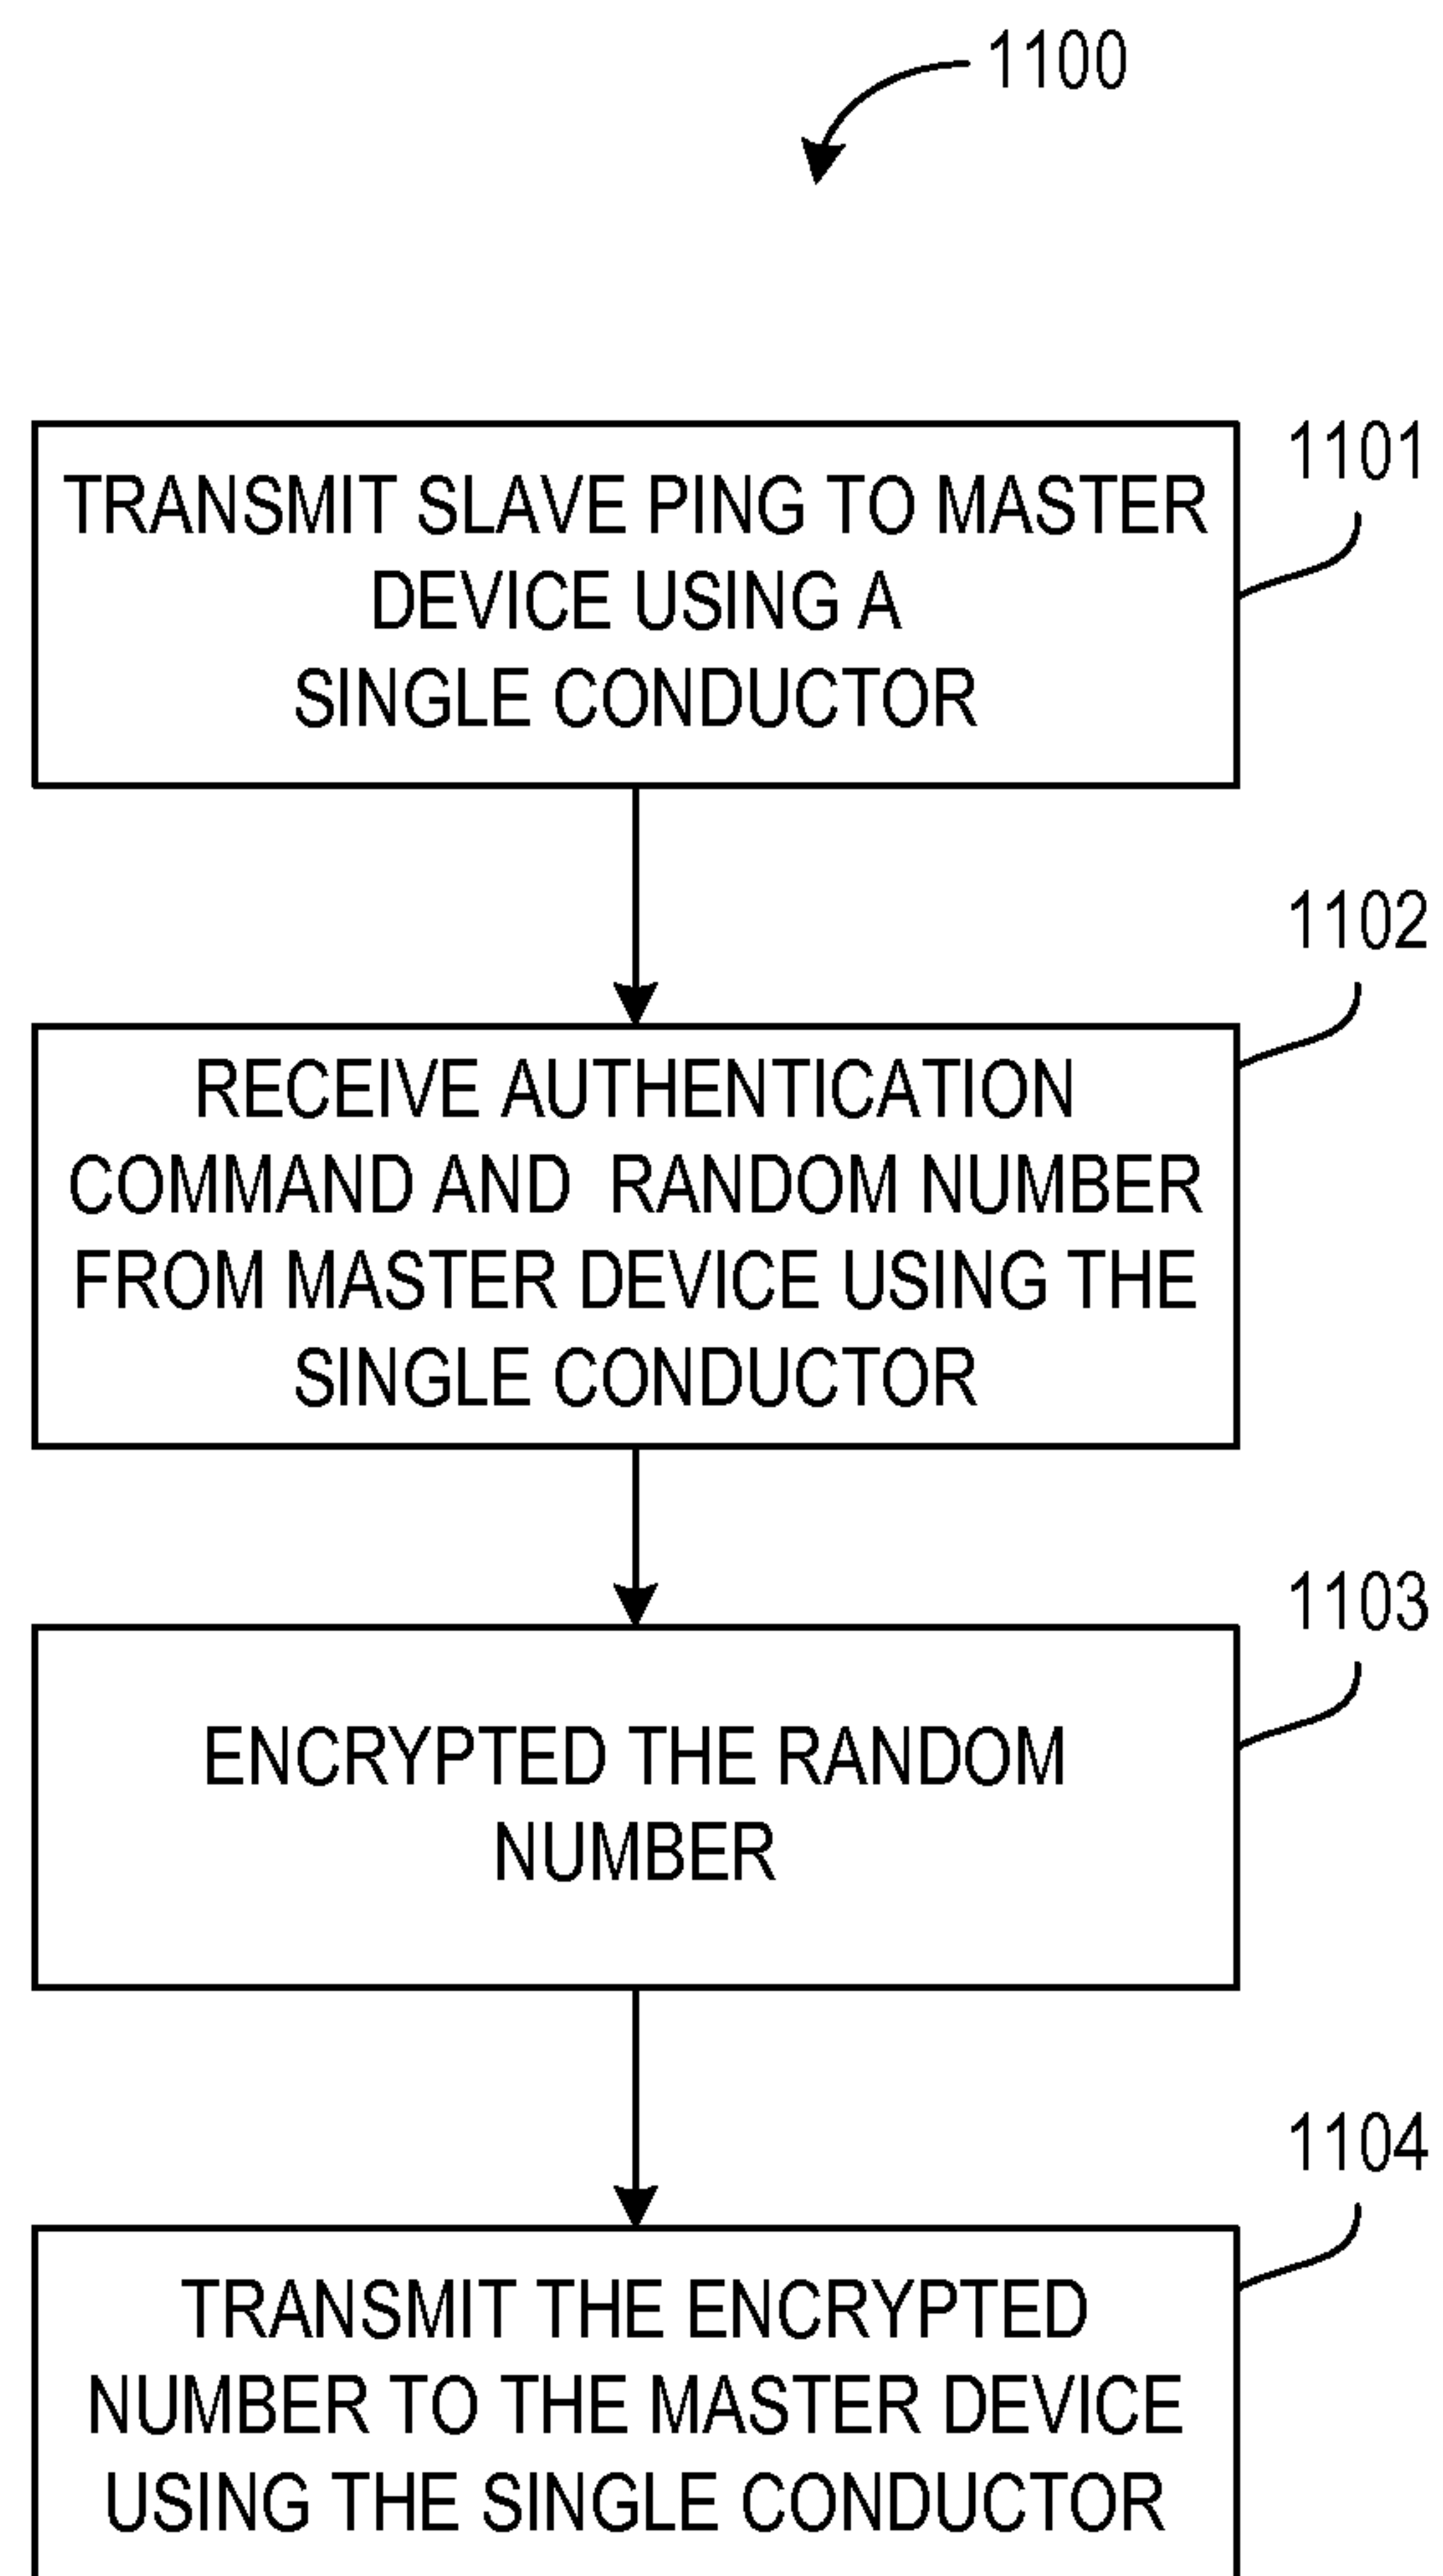 1100
1101
TRANSMIT SLAVE PING TO MASTER
DEVICE USING A
SINGLE CONDUCTOR
1102
RECEIVE AUTHENTICATION
COMMAND AND RANDOM NUMBER
FROM MASTER DEVICE USING THE
SINGLE CONDUCTOR
1103
ENCRYPTED THE RANDOM
NUMBER
1104
TRANSMIT THE ENCRYPTED
NUMBER TO THE MASTER DEVICE
USING THE SINGLE CONDUCTOR